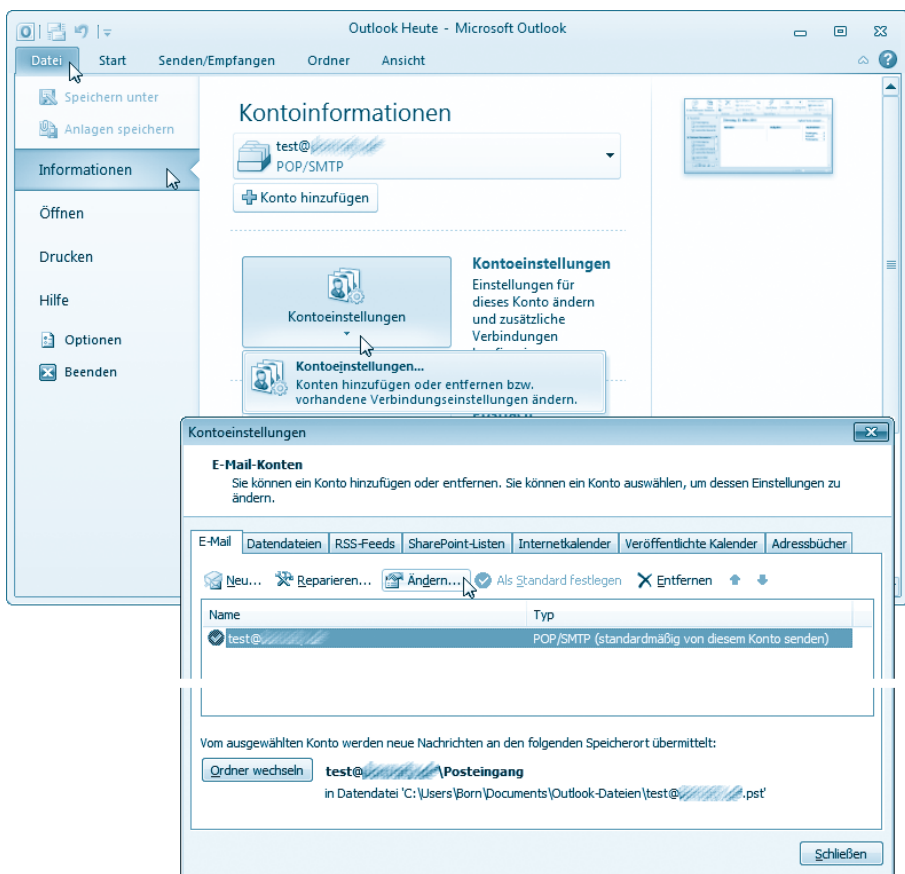 Outlook Heute - Microsoft Outlook
Datei Start Senden/Empfangen Ordner Ansicht
Speichern unter
Anlagen speichern
Informationen
Öffnen
Drucken
Hilfe
Optionen
Beenden
Kontoinformationen
test@
POP/SMTP
Konto hinzufügen
Kontoeinstellungen
Kontoeinstellungen
Einstellungen für
dieses Konto ändern
und zusätzliche
Verbindungen
Kontoeinstellungen...
Konten hinzufügen oder entfernen bzw.
vorhandene Verbindungseinstellungen ändern.
Kontoeinstellungen
E-Mail-Konten
Sie können ein Konto hinzufügen oder entfernen. Sie können ein Konto auswählen, um dessen Einstellungen zu
ändern.
E-Mail Datendateien RSS-Feeds SharePoint-Listen Internetkalender Veröffentlichte Kalender Adressbücher
Neu... Reparieren... Ändern... Als Standard festlegen Entfernen
Name Typ
test@ POP/SMTP (standardmäßig von diesem Konto senden)
Vom ausgewählten Konto werden neue Nachrichten an den folgenden Speicherort übermittelt:
Ordner wechseln test@ \Posteingang
in Datendatei 'C:\Users\Born\Documents\Outlook-Dateien\test@ .pst'
Schließen